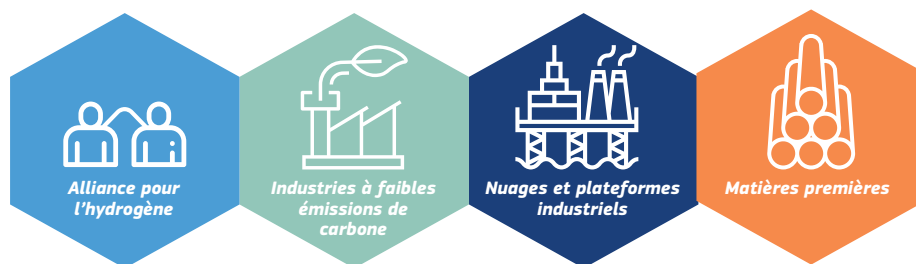 Alliance pour
l'hydrogène
Industries à faibles
émissions de
carbone
Nuages et plateformes
industriels
Matières premières